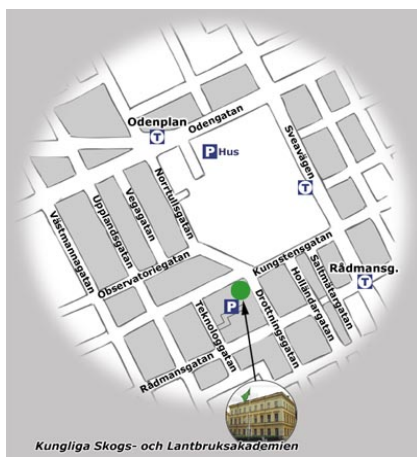 Odenplan
T
Odengatan
P Hus
Sveavägen
T
Norrtullsgatan
Vegagatan
Upplandsgatan
Västmannagatan
Observatoriegatan
Kungstensgatan
Rådmansg.
T
Saltmätargatan
Holländargatan
Drottninggatan
P
Teknologgatan
Rådmansgatan
Kungliga Skogs- och Lantbruksakademien